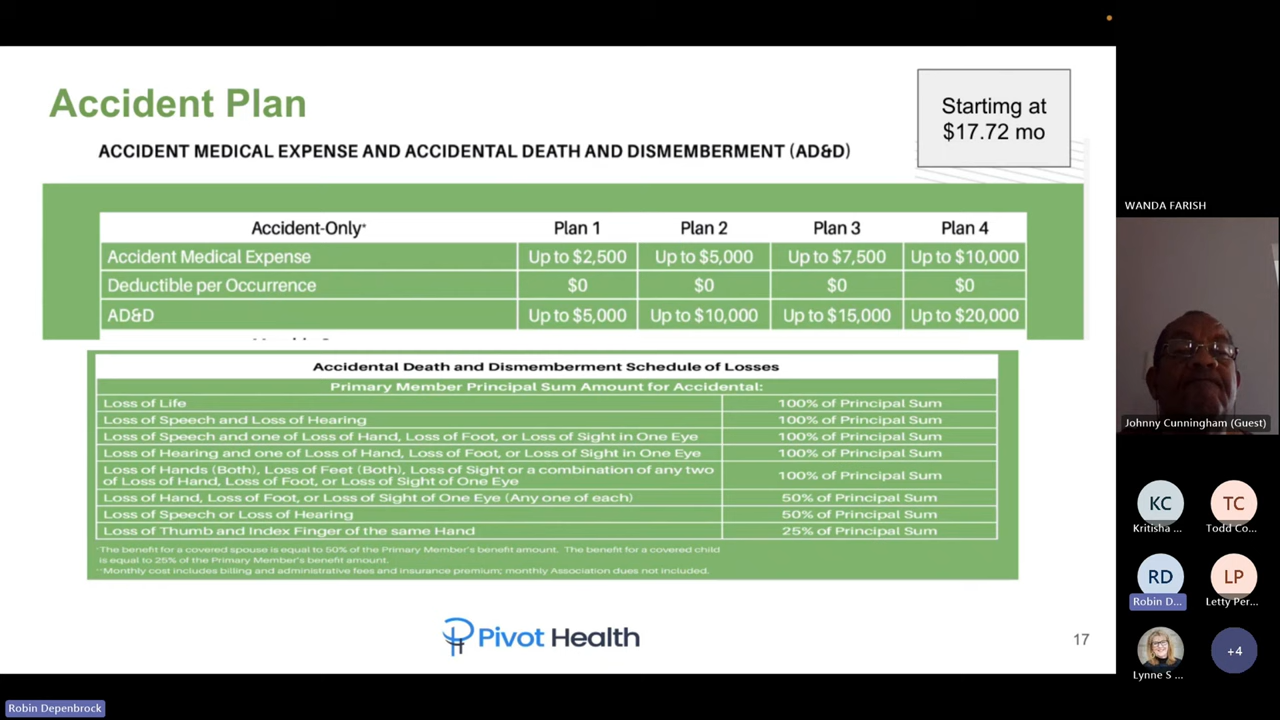 Accident Plan
Startimg at
$17.72 mo
ACCIDENT MEDICAL EXPENSE AND ACCIDENTAL DEATH AND DISMEMBERMENT (AD&D)
Accident-Only* Plan 1 Plan 2 Plan 3 Plan 4
Accident Medical Expense Up to $2,500 Up to $5,000 Up to $7,500 Up to $10,000
Deductible per Occurrence $0 $0 $0 $0
AD&D Up to $5,000 Up to $10,000 Up to $15,000 Up to $20,000
Accidental Death and Dismemberment Schedule of Losses
Primary Member Principal Sum Amount for Accidental:
Loss of Life 100% of Principal Sum
Loss of Speech and Loss of Hearing 100% of Principal Sum
Loss of Speech and one of Loss of Hand, Loss of Foot, or Loss of Sight in One Eye 100% of Principal Sum
Loss of Hearing and one of Loss of Hand, Loss of Foot, or Loss of Sight in One Eye 100% of Principal Sum
Loss of Hands (Both), Loss of Feet (Both), Loss of Sight or a combination of any two
of Loss of Hand, Loss of Foot, or Loss of Sight of One Eye 100% of Principal Sum
Loss of Hand, Loss of Foot, or Loss of Sight of One Eye (Any one of each) 50% of Principal Sum
Loss of Speech or Loss of Hearing 50% of Principal Sum
Loss of Thumb and Index Finger of the same Hand 25% of Principal Sum
*The benefit for a covered spouse is equal to 50% of the Primary Member's benefit amount. The benefit for a covered child
is equal to 25% of the Primary Member's benefit amount.
**Monthly cost includes billing and administrative fees and insurance premium; monthly Association dues not included.
Pivot Health
17
WANDA FARISH
Johnny Cunningham (Guest)
KC
TC
Kritisha ...
Todd Co...
RD
LP
Robin D...
Letty Per...
+4
Lynne S ...
Robin Depenbrock